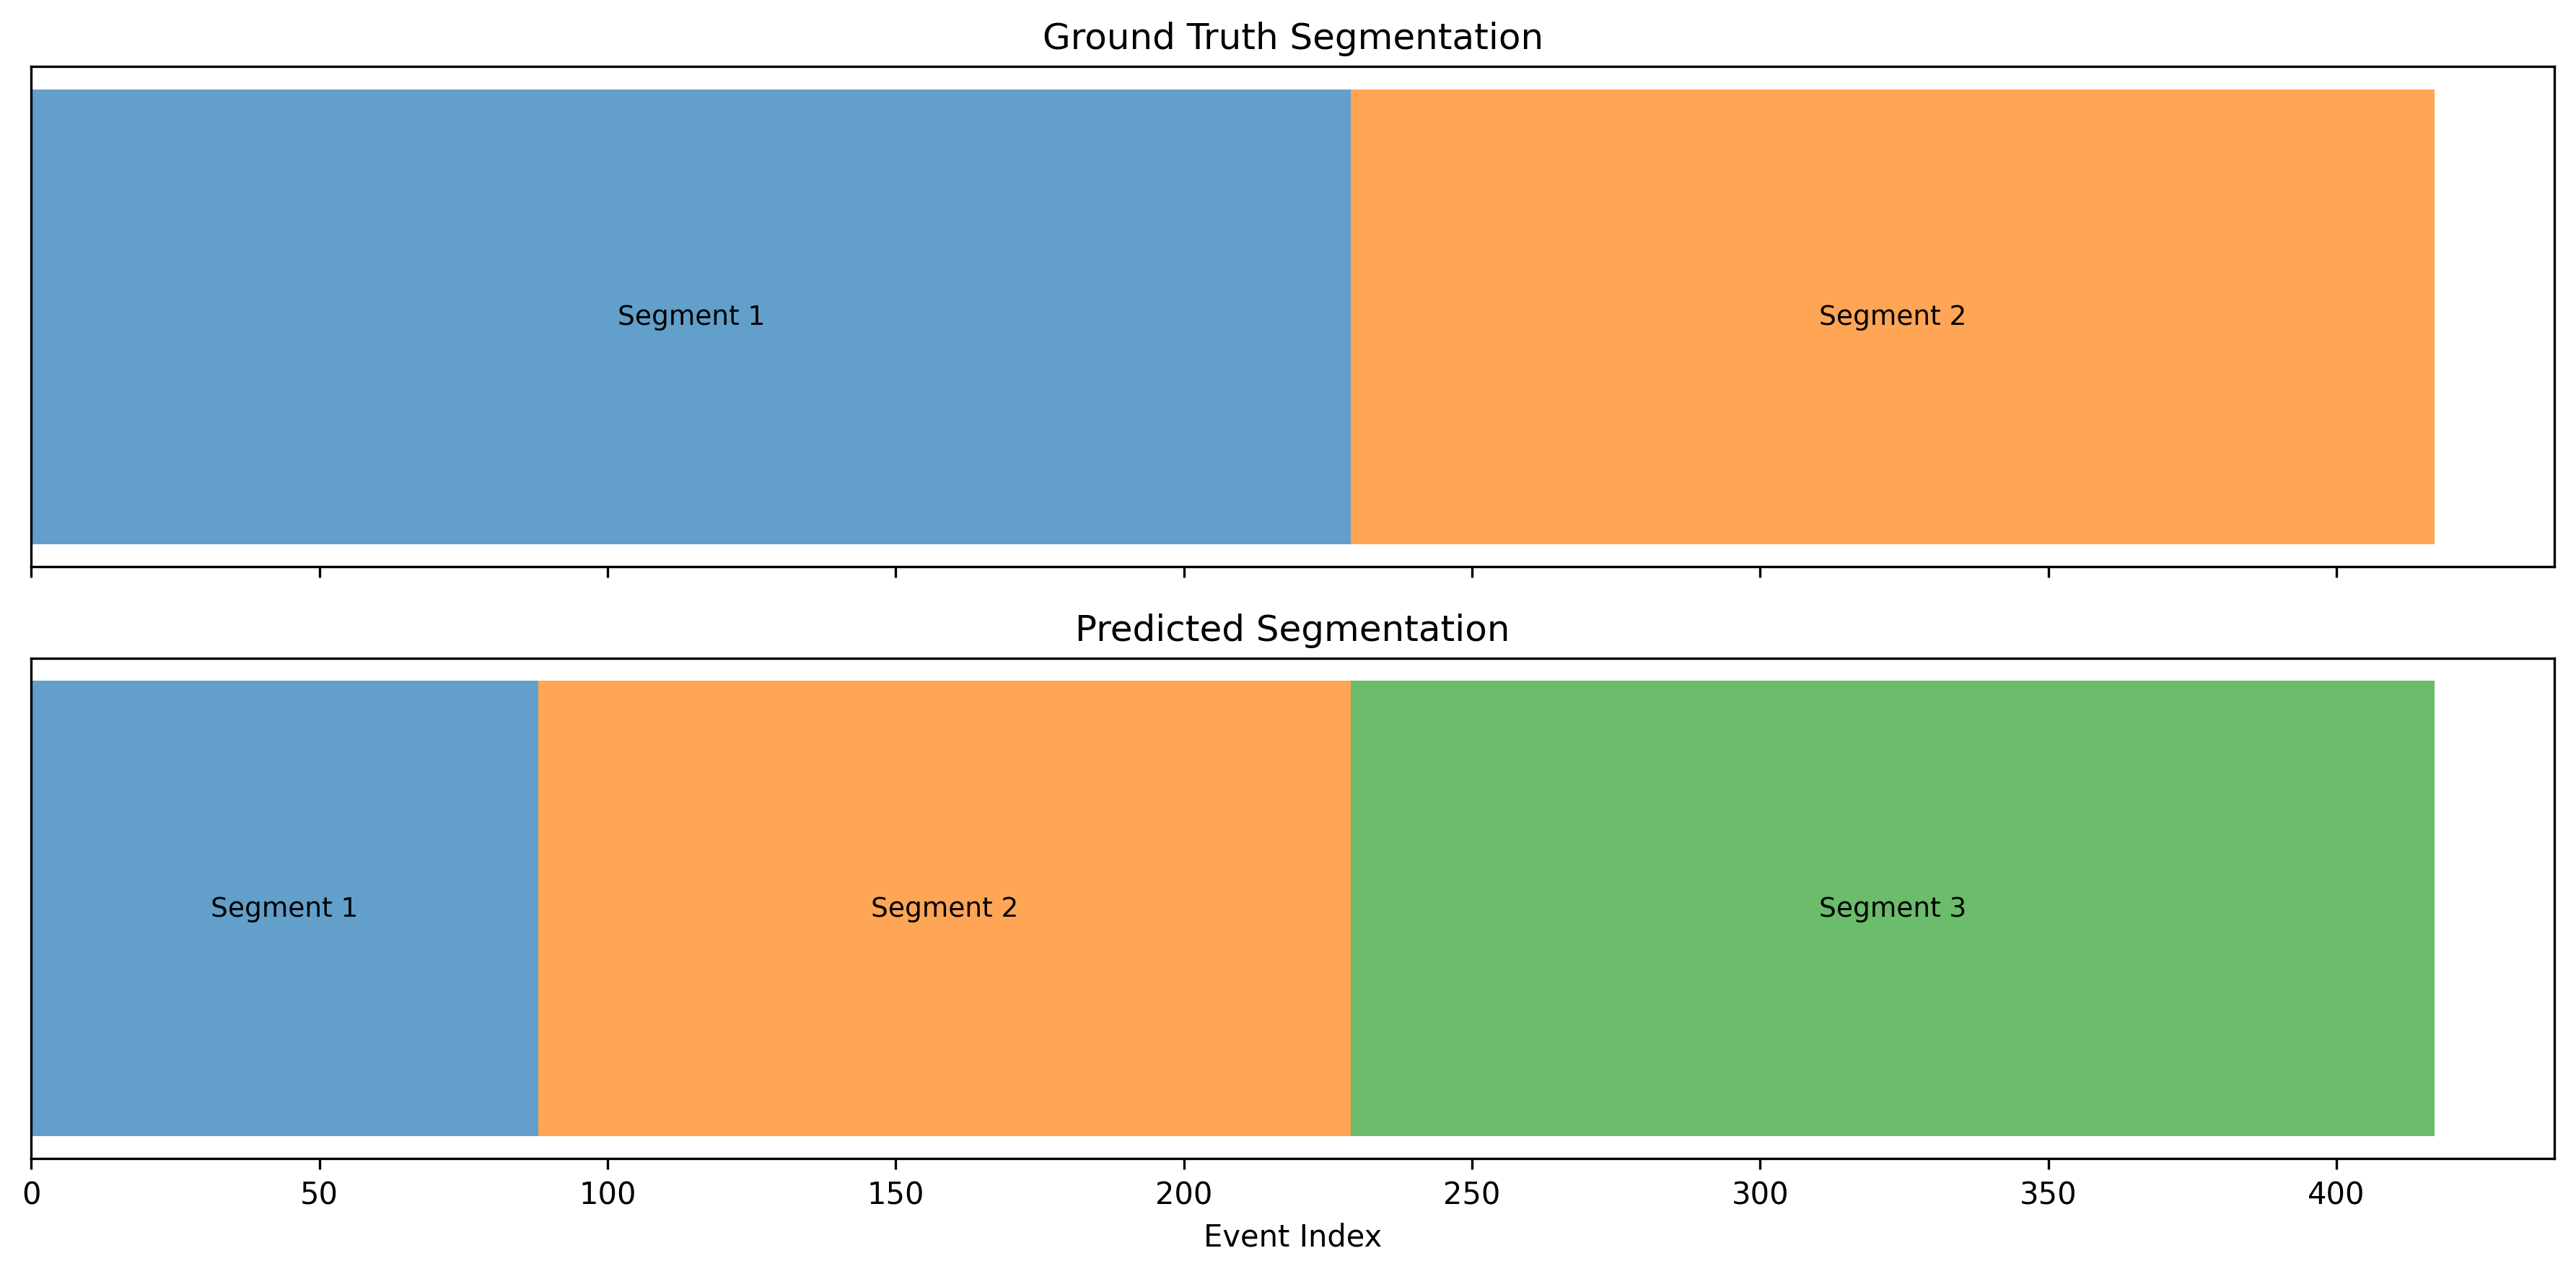 Ground Truth Segmentation
Segment 1 Segment 2
Predicted Segmentation
Segment 1 Segment 2 Segment 3
0 50 100 150 200 250 300 350 400
Event Index